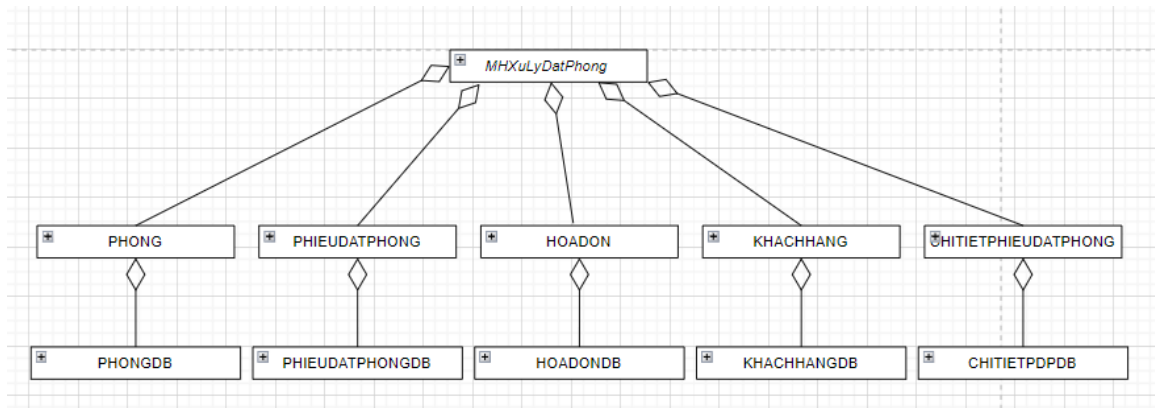 MHXuLyDatPhong
PHONG
PHIEUDATPHONG
HOADON
KHACHHANG
CHITIETPHIEUDATPHONG
PHONGDB
PHIEUDATPHONGDB
HOADONDB
KHACHHANGDB
CHITIETPDPDB